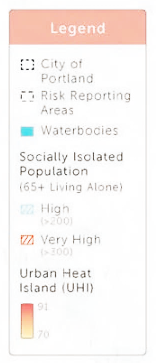 Legend
City of
Portland
Risk Reporting
Areas
Waterbodies
Socially Isolated
Population
(65+ Living Alone)
High
(>200)
Very High
(>300)
Urban Heat
Island (UHI)
91
70